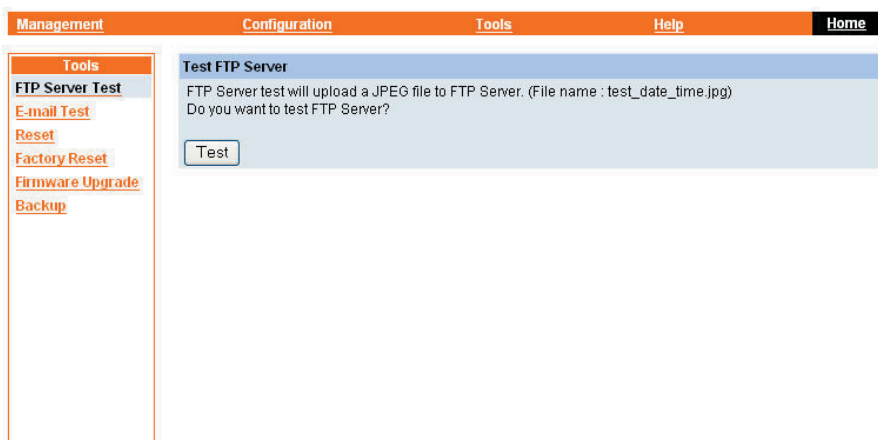 Management Configuration Tools Help Home
Tools
FTP Server Test
E-mail Test
Reset
Factory Reset
Firmware Upgrade
Backup
Test FTP Server
FTP Server test will upload a JPEG file to FTP Server. (File name : test_date_time.jpg)
Do you want to test FTP Server?
Test